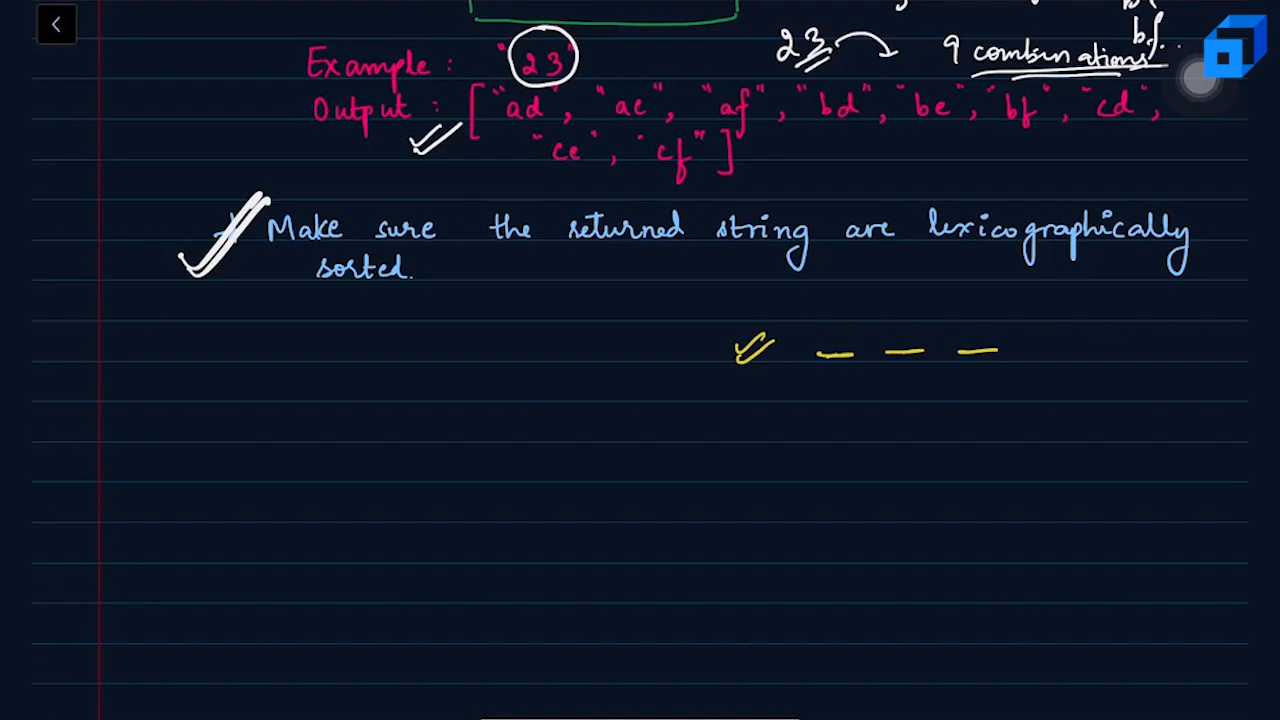 Example : "23" 23 9 combinations
Output : [ "ad", "ae", "af", "bd", "be", "bf", "cd",
"ce", "cf" ]
* Make sure the returned string are lexicographically
sorted.